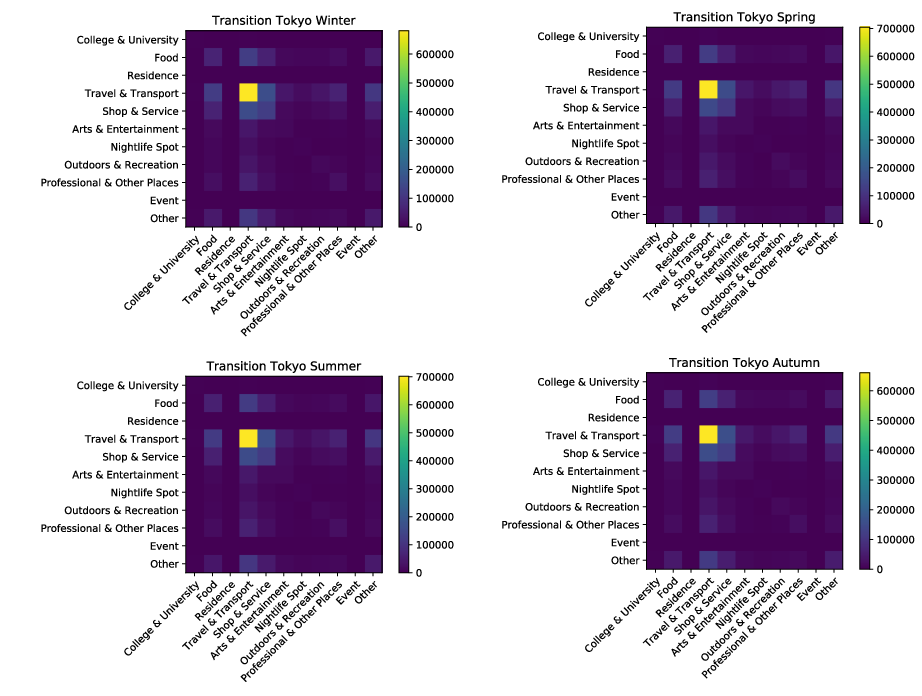 Transition Tokyo Winter
College & University
Food
Residence
Travel & Transport
Shop & Service
Arts & Entertainment
Nightlife Spot
Outdoors & Recreation
Professional & Other Places
Event
Other
600000
500000
400000
300000
200000
100000
0
College & University
Food
Residence
Travel & Transport
Shop & Service
Arts & Entertainment
Nightlife Spot
Outdoors & Recreation
Professional & Other Places
Event
Other
Transition Tokyo Spring
College & University
Food
Residence
Travel & Transport
Shop & Service
Arts & Entertainment
Nightlife Spot
Outdoors & Recreation
Professional & Other Places
Event
Other
700000
600000
500000
400000
300000
200000
100000
0
College & University
Food
Residence
Travel & Transport
Shop & Service
Arts & Entertainment
Nightlife Spot
Outdoors & Recreation
Professional & Other Places
Event
Other
Transition Tokyo Summer
College & University
Food
Residence
Travel & Transport
Shop & Service
Arts & Entertainment
Nightlife Spot
Outdoors & Recreation
Professional & Other Places
Event
Other
700000
600000
500000
400000
300000
200000
100000
0
College & University
Food
Residence
Travel & Transport
Shop & Service
Arts & Entertainment
Nightlife Spot
Outdoors & Recreation
Professional & Other Places
Event
Other
Transition Tokyo Autumn
College & University
Food
Residence
Travel & Transport
Shop & Service
Arts & Entertainment
Nightlife Spot
Outdoors & Recreation
Professional & Other Places
Event
Other
600000
500000
400000
300000
200000
100000
0
College & University
Food
Residence
Travel & Transport
Shop & Service
Arts & Entertainment
Nightlife Spot
Outdoors & Recreation
Professional & Other Places
Event
Other